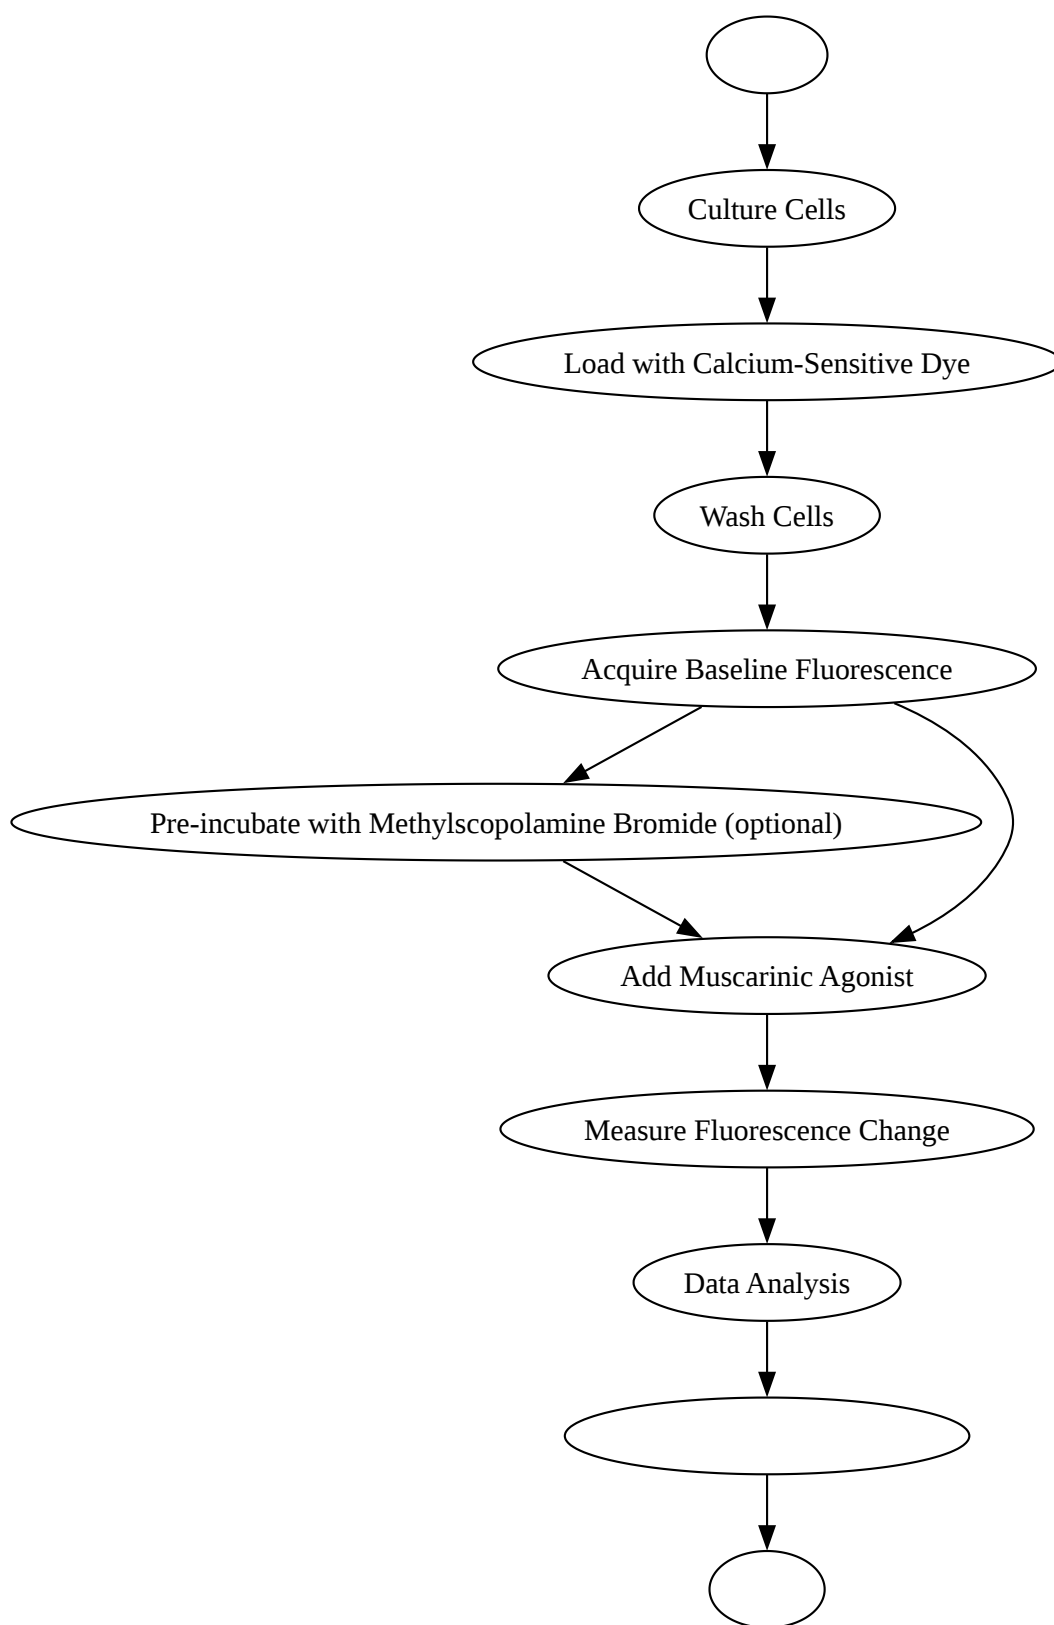 Culture Cells
Load with Calcium-Sensitive Dye
Wash Cells
Acquire Baseline Fluorescence
Pre-incubate with Methylscopolamine Bromide (optional)
Add Muscarinic Agonist
Measure Fluorescence Change
Data Analysis